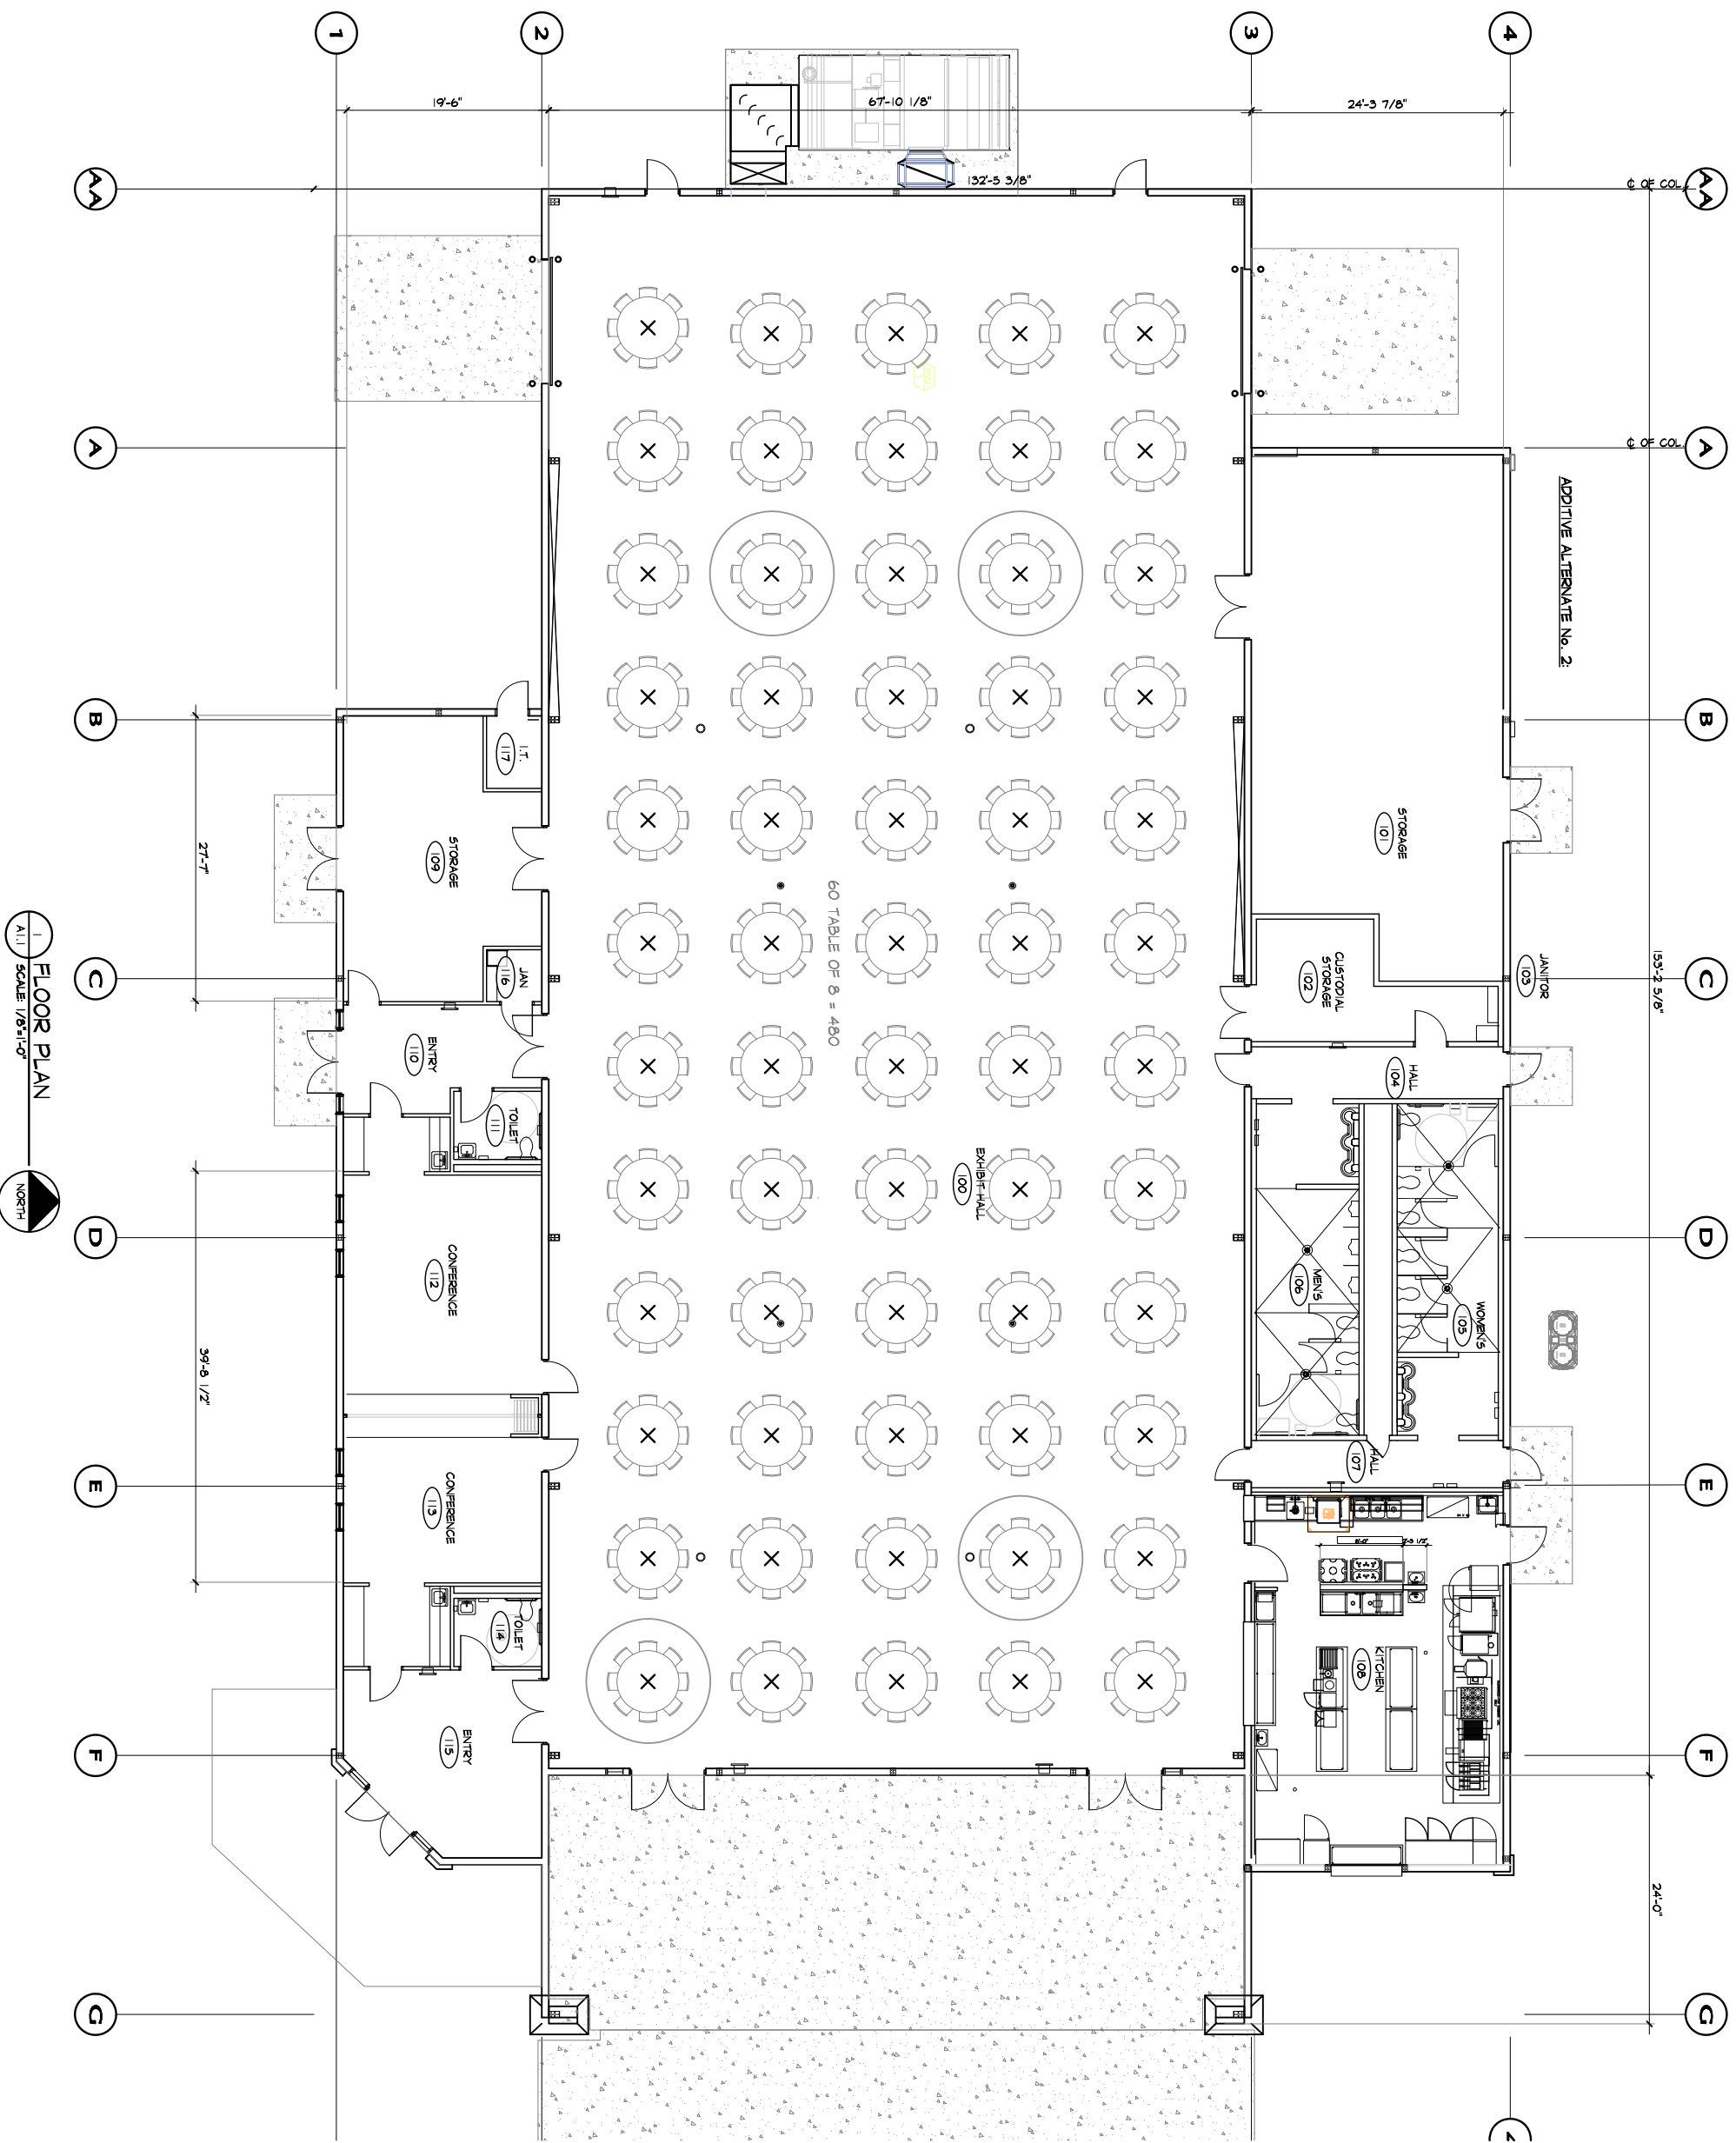 1
2
3
4
19'-6"
67'-10 1/8"
24'-3 7/8"
132'-5 3/8"
AA
℄ OF COL.
AA
A
℄ OF COL.
A
ADDITIVE ALTERNATE No. 2:
B
B
I.T.
117
STORAGE
109
27'-7"
STORAGE
101
60 TABLE OF 8 = 480
CUSTODIAL
STORAGE
102
JANITOR
103
153'-2 5/8"
C
C
JAN
116
ENTRY
110
HALL
104
TOILET
111
EXHIBIT HALL
100
D
D
CONFERENCE
112
MEN'S
106
WOMEN'S
105
39'-8 1/2"
HALL
107
E
E
CONFERENCE
113
TOILET
114
KITCHEN
108
ENTRY
115
F
F
24'-0"
G
G
1
A1.1
FLOOR PLAN
SCALE: 1/8"=1'-0"
NORTH